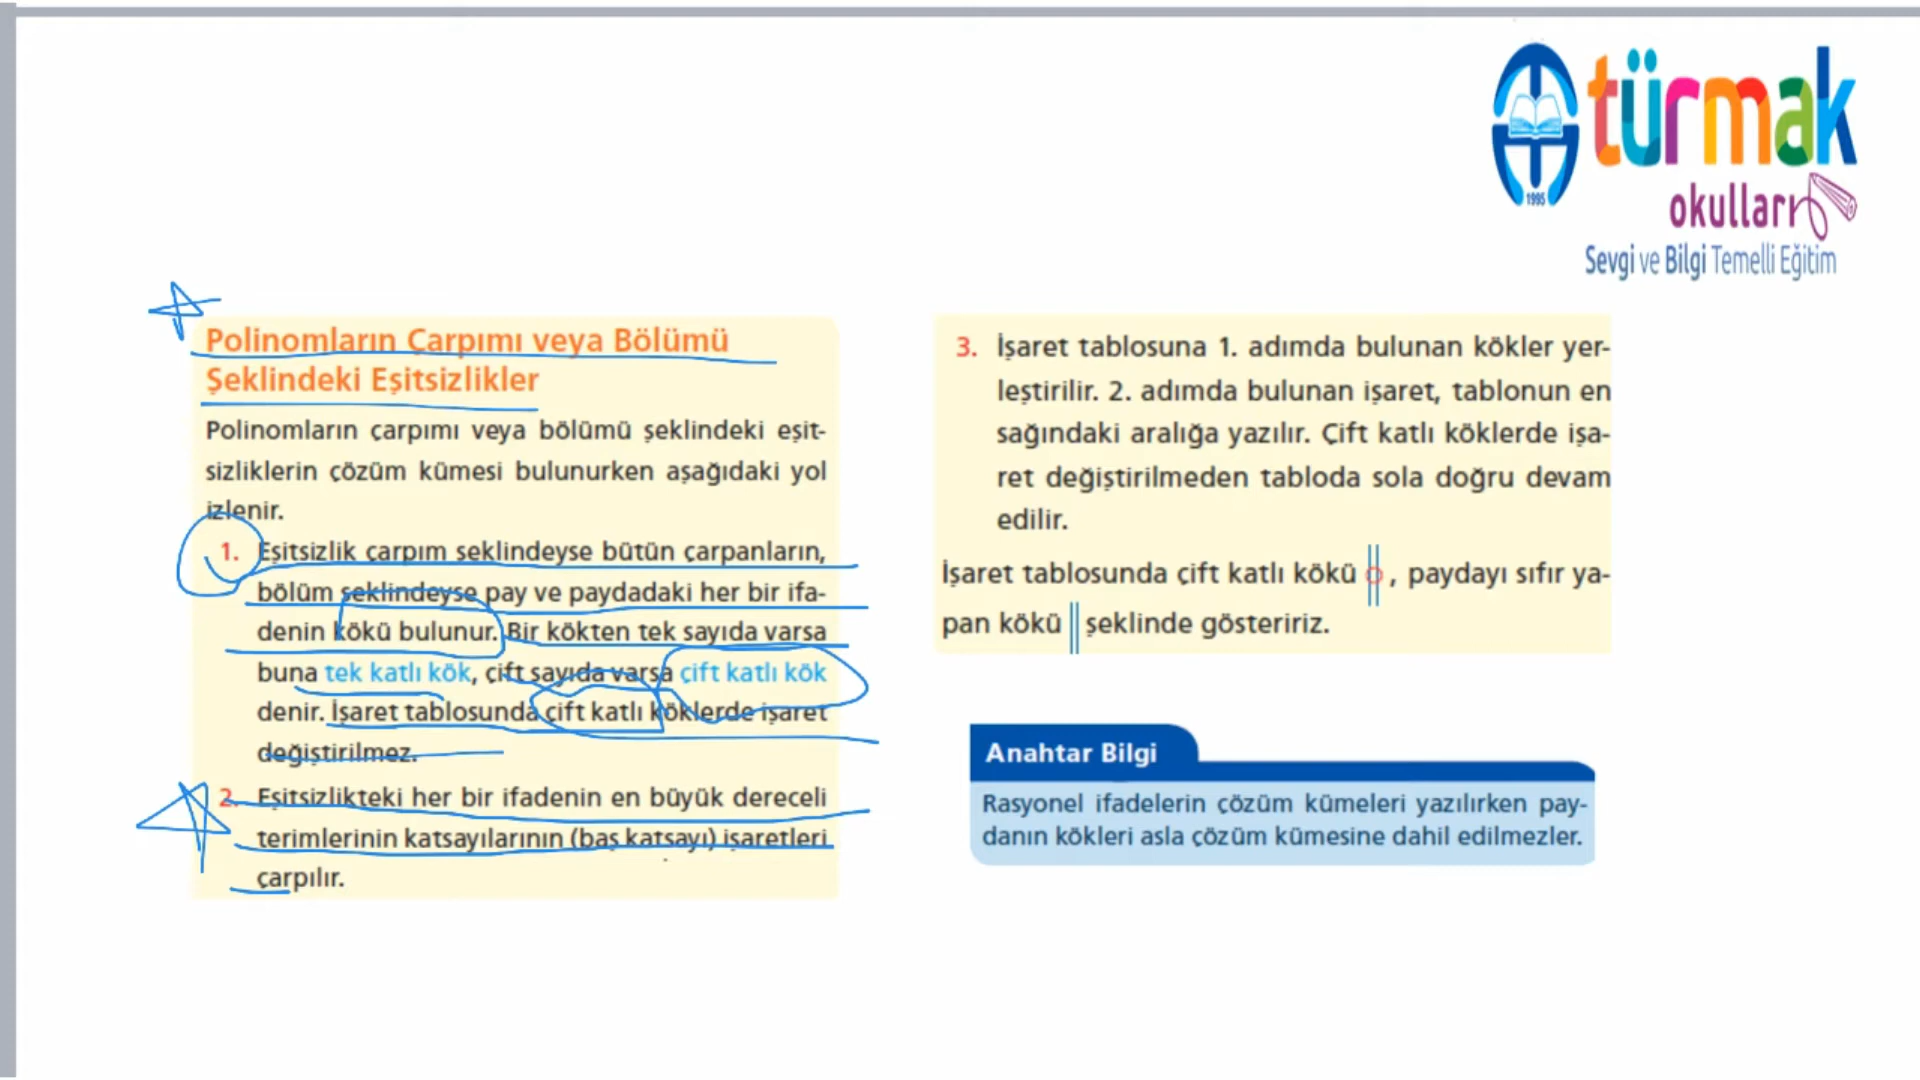 türmak
okulları
1995
Sevgi ve Bilgi Temelli Eğitim
Polinomların Çarpımı veya Bölümü
Şeklindeki Eşitsizlikler
Polinomların çarpımı veya bölümü şeklindeki eşit-
sizliklerin çözüm kümesi bulunurken aşağıdaki yol
izlenir.
1. Eşitsizlik çarpım şeklindeyse bütün çarpanların,
bölüm şeklindeyse pay ve paydadaki her bir ifa-
denin kökü bulunur. Bir kökten tek sayıda varsa
buna tek katlı kök, çift sayıda varsa çift katlı kök
denir. İşaret tablosunda çift katlı köklerde işaret
değiştirilmez.
2. Eşitsizlikteki her bir ifadenin en büyük dereceli
terimlerinin katsayılarının (baş katsayı) işaretleri
çarpılır.
3. İşaret tablosuna 1. adımda bulunan kökler yer-
leştirilir. 2. adımda bulunan işaret, tablonun en
sağındaki aralığa yazılır. Çift katlı köklerde işa-
ret değiştirilmeden tabloda sola doğru devam
edilir.
İşaret tablosunda çift katlı kökü , paydayı sıfır ya-
pan kökü || şeklinde gösteririz.
Anahtar Bilgi
Rasyonel ifadelerin çözüm kümeleri yazılırken pay-
danın kökleri asla çözüm kümesine dahil edilmezler.